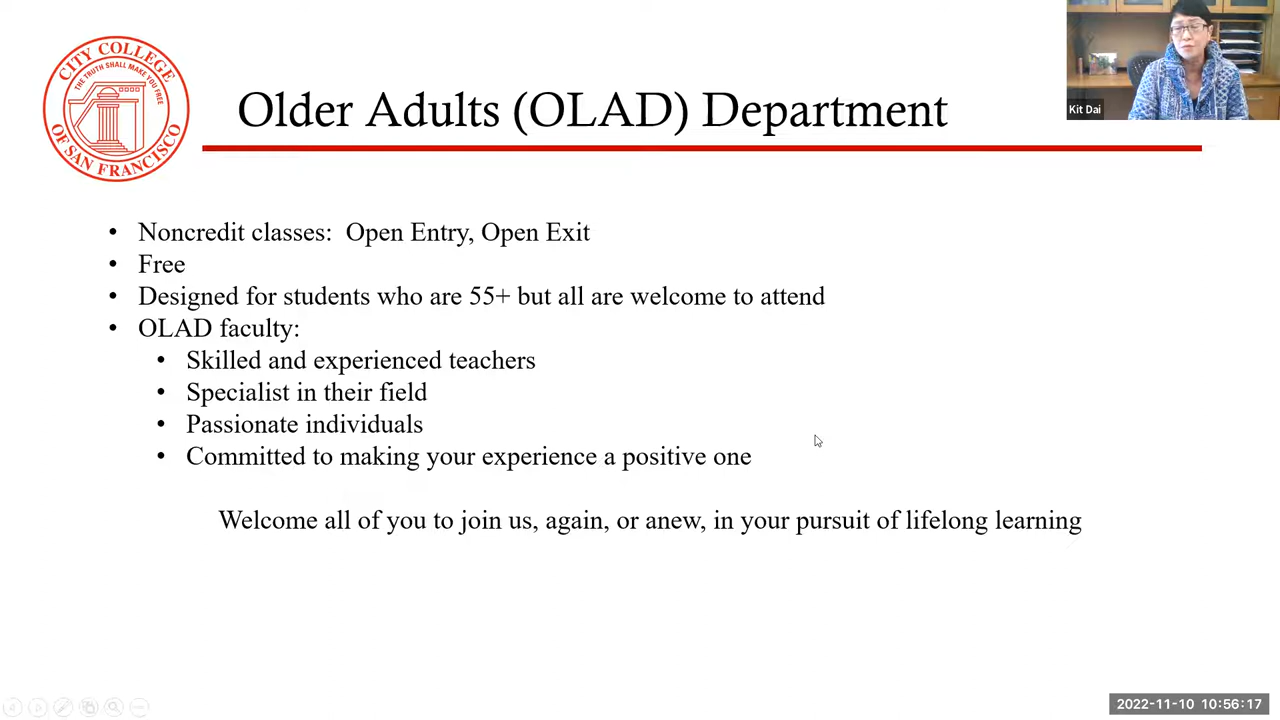 CITY COLLEGE
THE TRUTH SHALL MAKE YOU FREE
OF SAN FRANCISCO
Older Adults (OLAD) Department
Kit Dai
• Noncredit classes:  Open Entry, Open Exit
• Free
• Designed for students who are 55+ but all are welcome to attend
• OLAD faculty:
• Skilled and experienced teachers
• Specialist in their field
• Passionate individuals
• Committed to making your experience a positive one
Welcome all of you to join us, again, or anew, in your pursuit of lifelong learning
2022-11-10 10:56:17